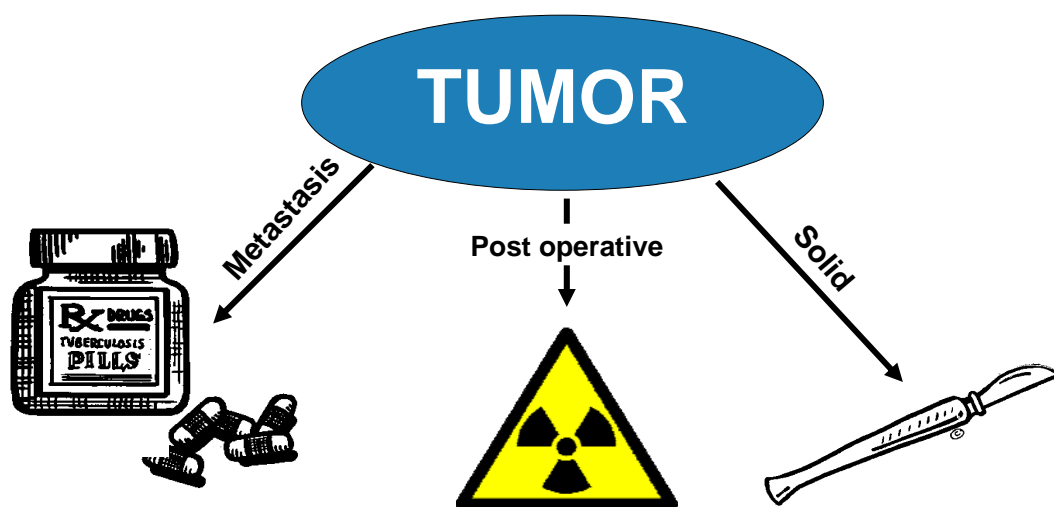 TUMOR
Metastasis
Post operative
Solid
Rx DRUGS
TUBERCULOSIS
PILLS
©